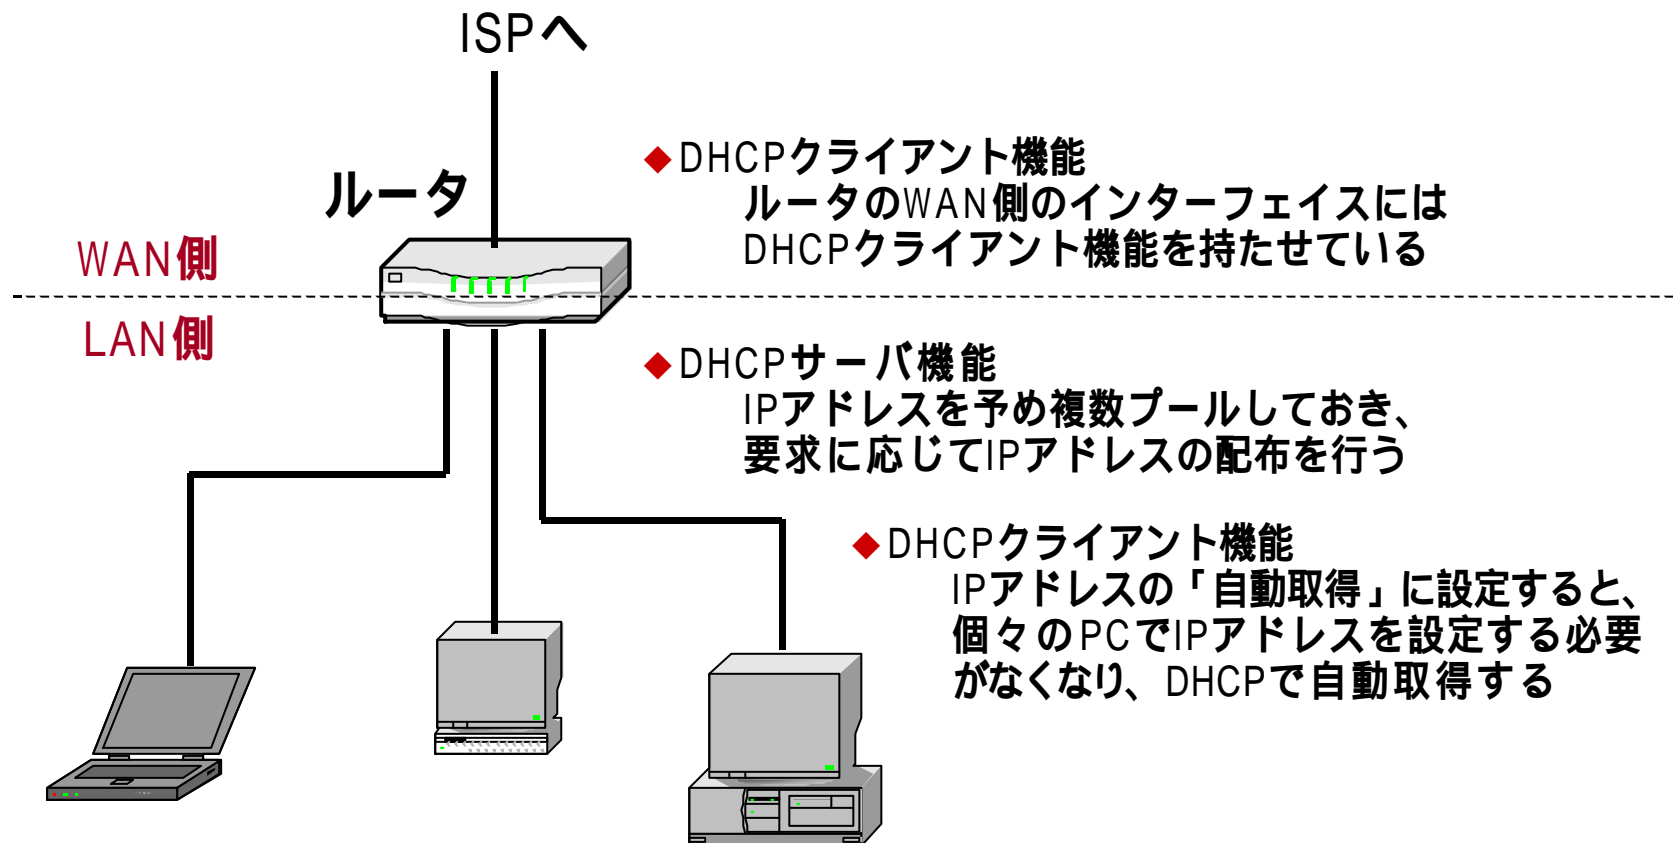 ISPへ
ルータ
WAN側
LAN側
◆DHCPクライアント機能
ルータのWAN側のインターフェイスには
DHCPクライアント機能を持たせている
◆DHCPサーバ機能
IPアドレスを予め複数プールしておき、
要求に応じてIPアドレスの配布を行う
◆DHCPクライアント機能
IPアドレスの「自動取得」に設定すると、
個々のPCでIPアドレスを設定する必要
がなくなり、DHCPで自動取得する